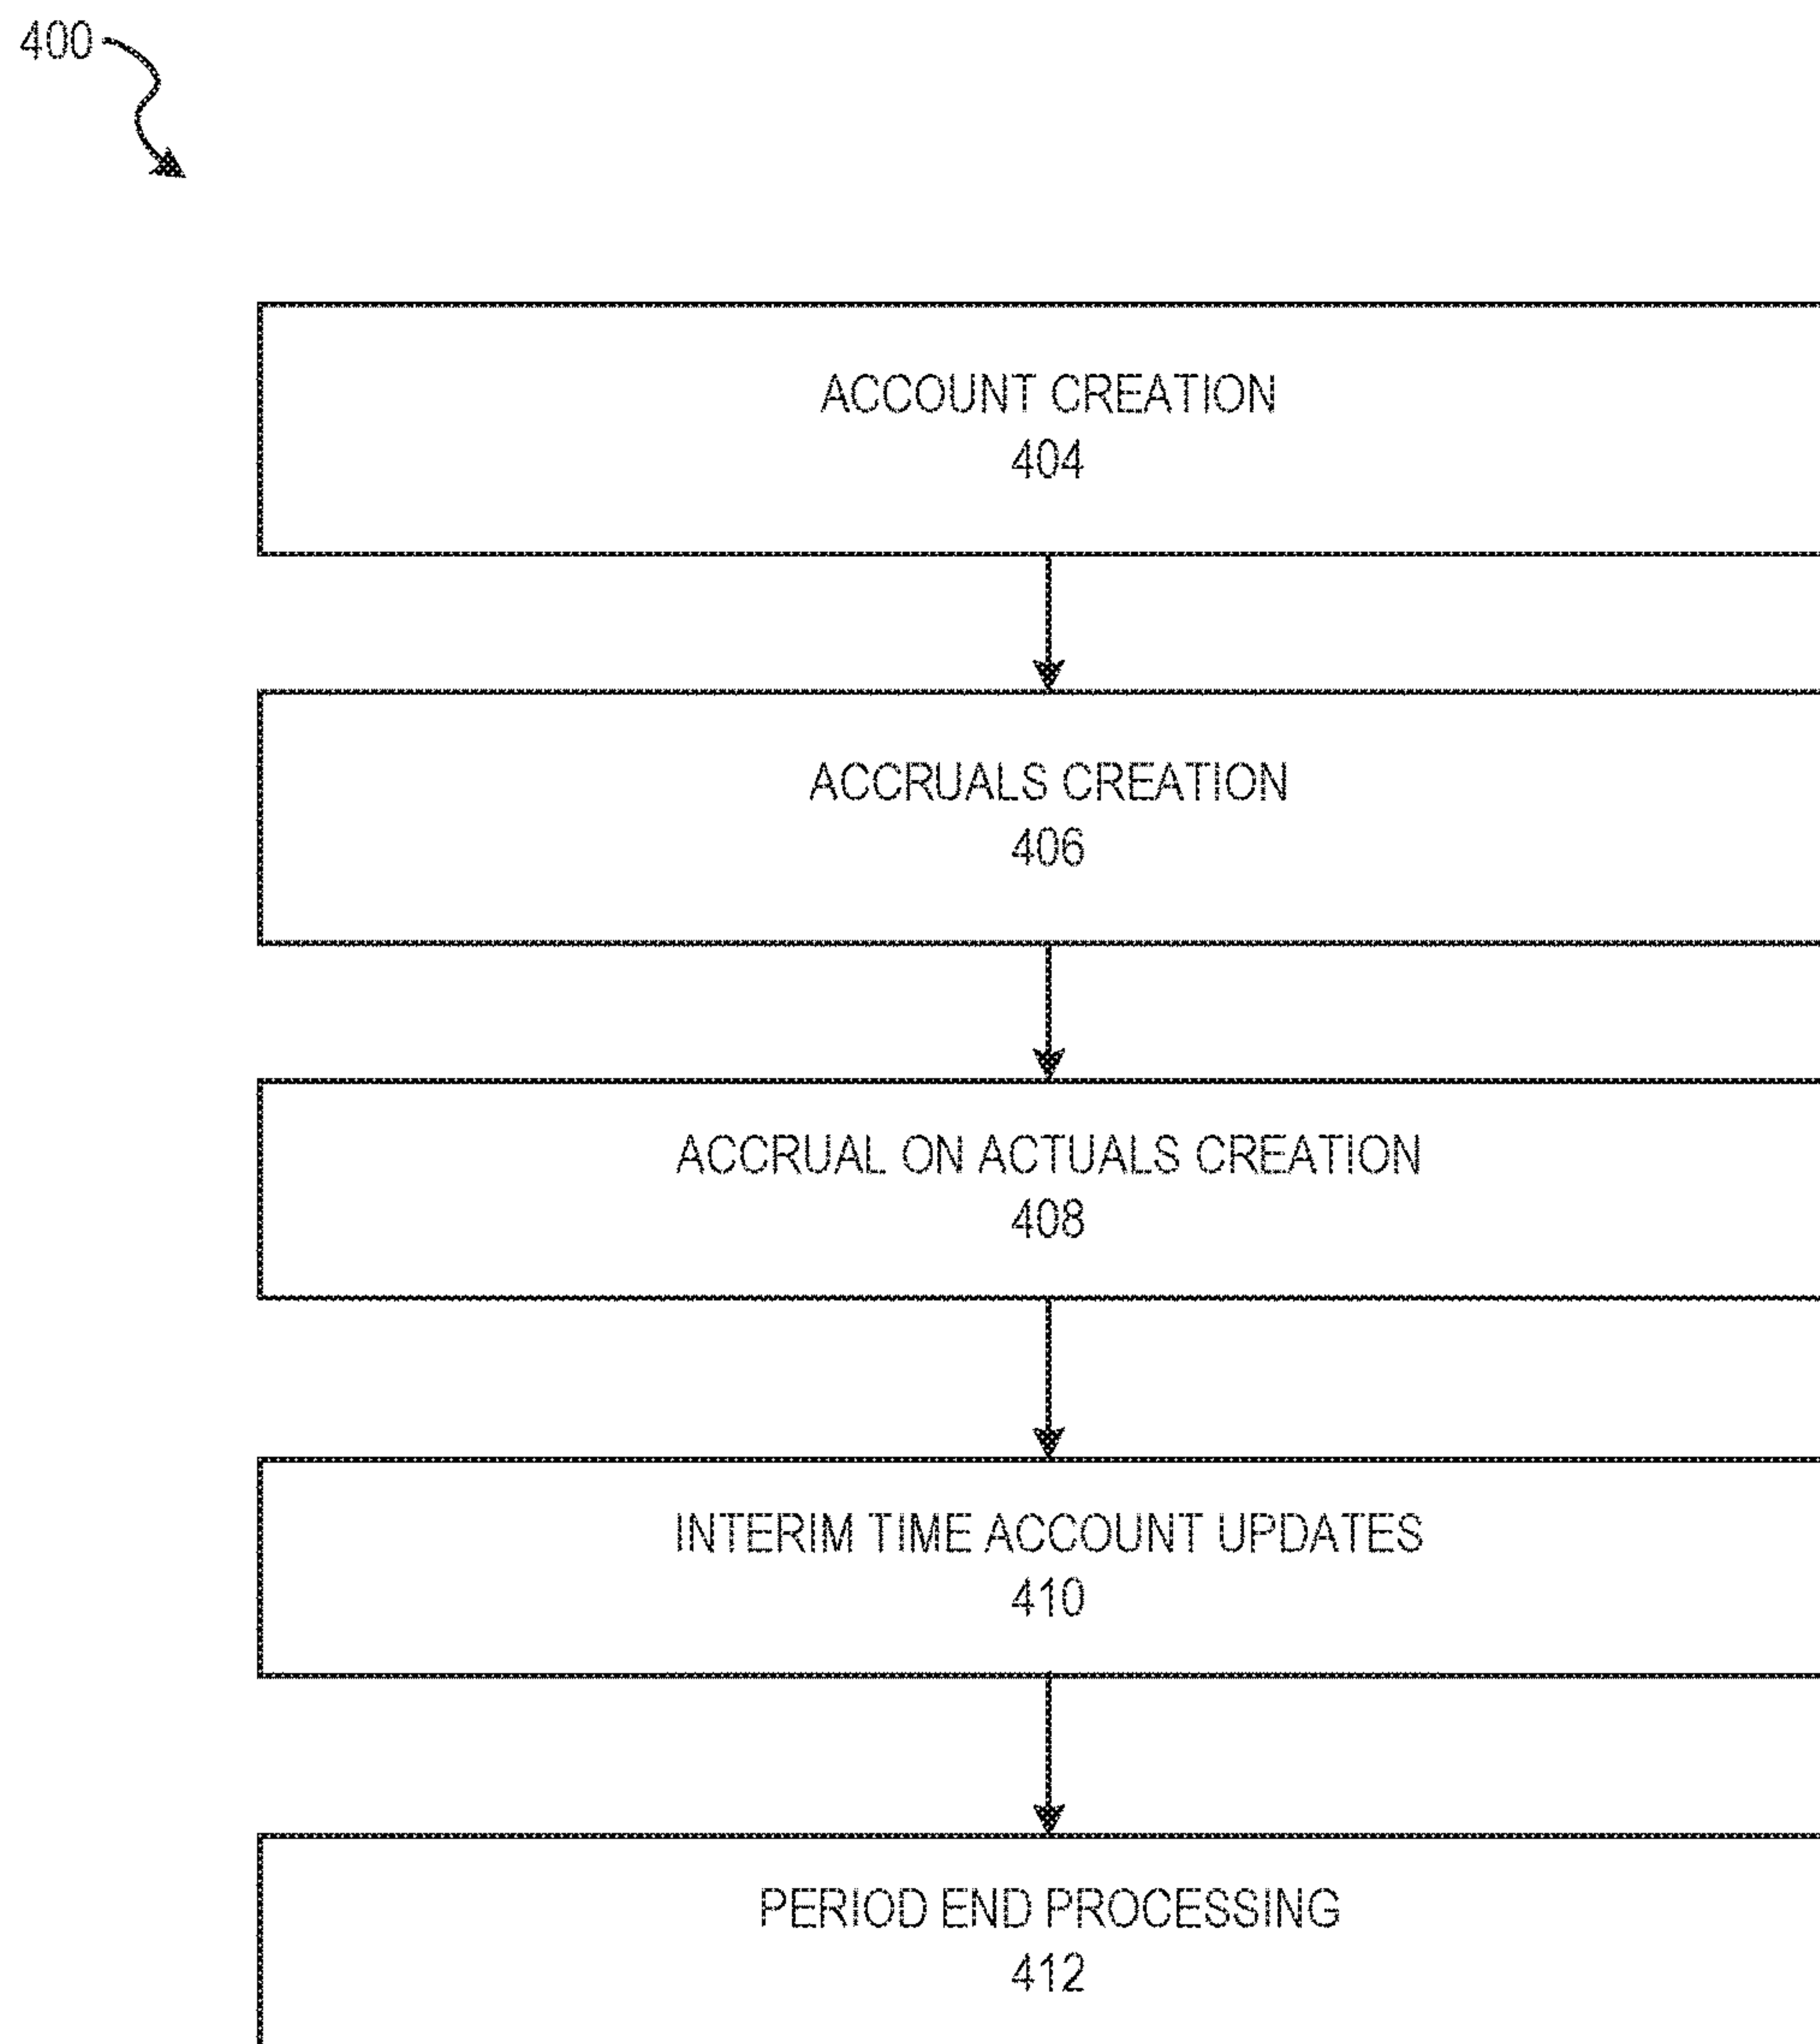 400
ACCOUNT CREATION
404
ACCRUALS CREATION
406
ACCRUAL ON ACTUALS CREATION
408
INTERIM TIME ACCOUNT UPDATES
410
PERIOD END PROCESSING
412